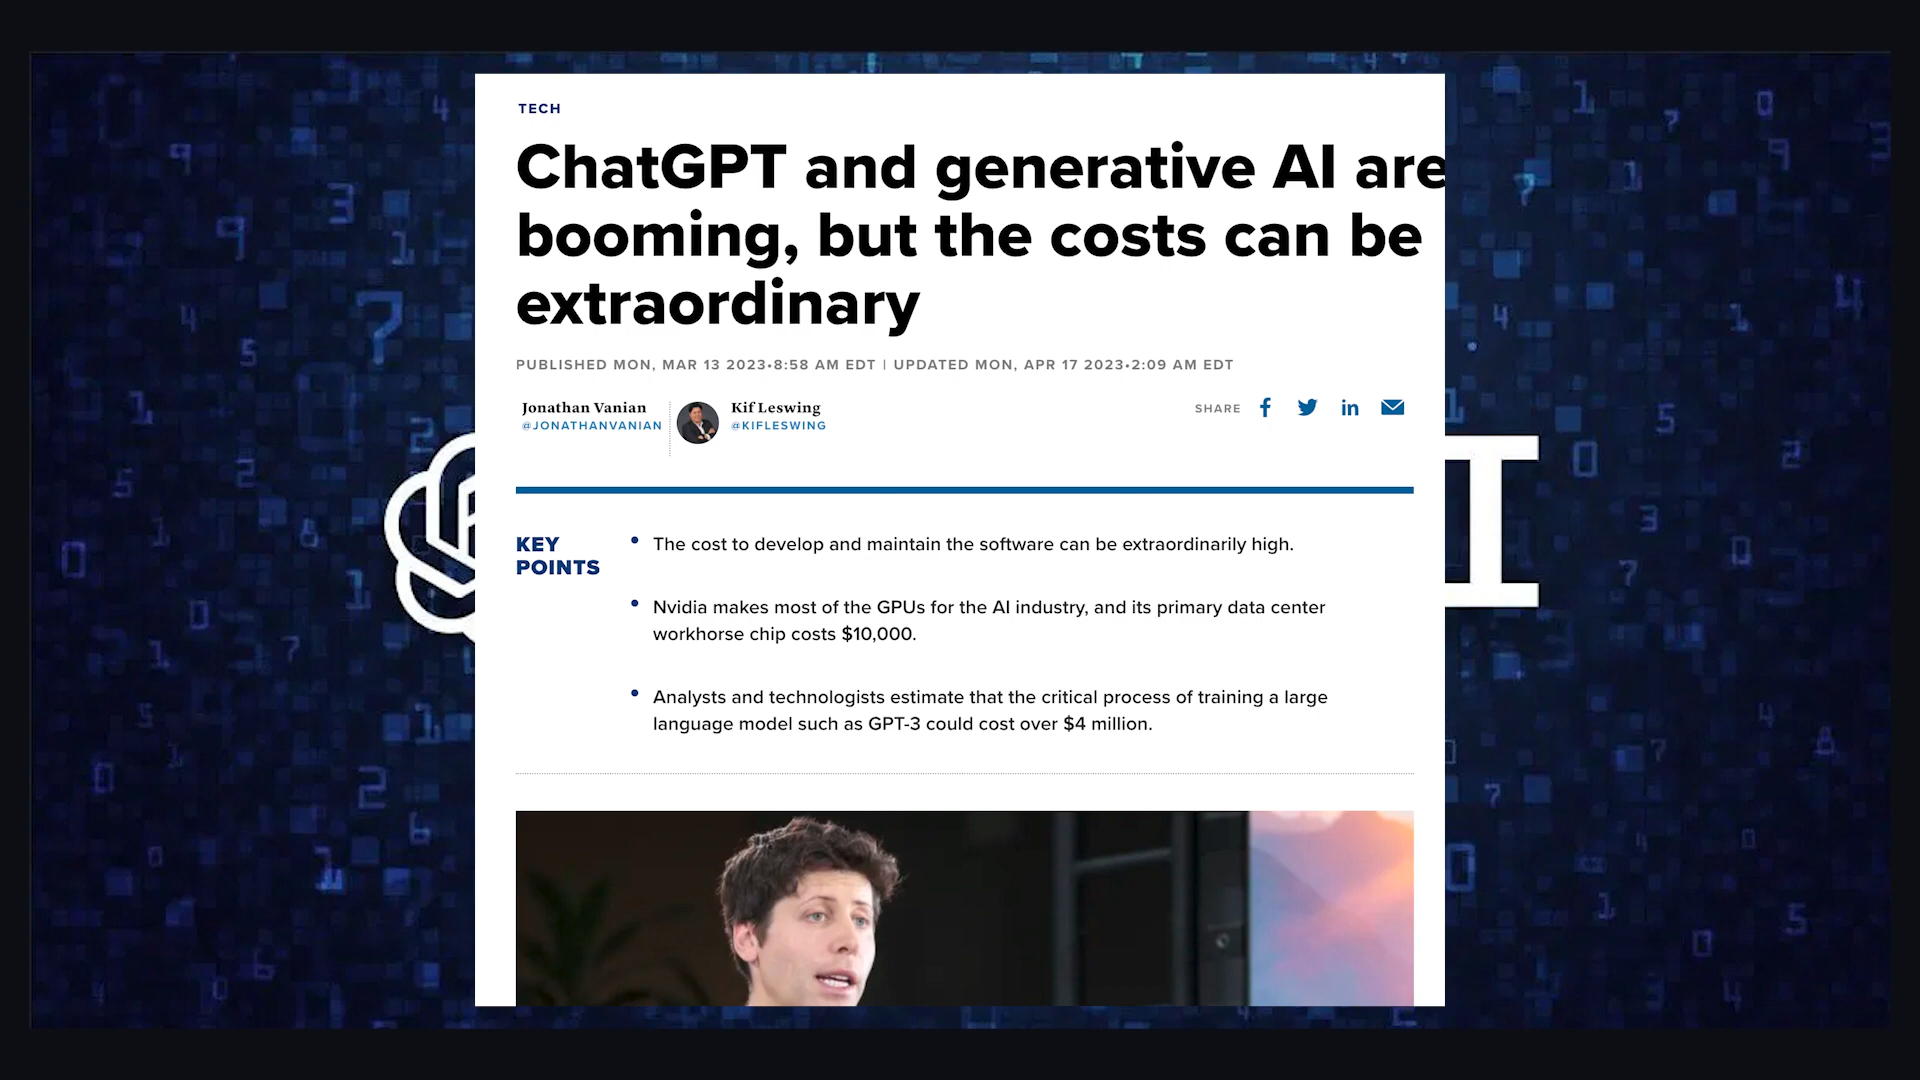 TECH
ChatGPT and generative AI are
booming, but the costs can be
extraordinary
PUBLISHED MON, MAR 13 2023•8:58 AM EDT | UPDATED MON, APR 17 2023•2:09 AM EDT
Jonathan Vanian
@JONATHANVANIAN
Kif Leswing
@KIFLESWING
SHARE
KEY
POINTS
• The cost to develop and maintain the software can be extraordinarily high.
• Nvidia makes most of the GPUs for the AI industry, and its primary data center
workhorse chip costs $10,000.
• Analysts and technologists estimate that the critical process of training a large
language model such as GPT-3 could cost over $4 million.
I